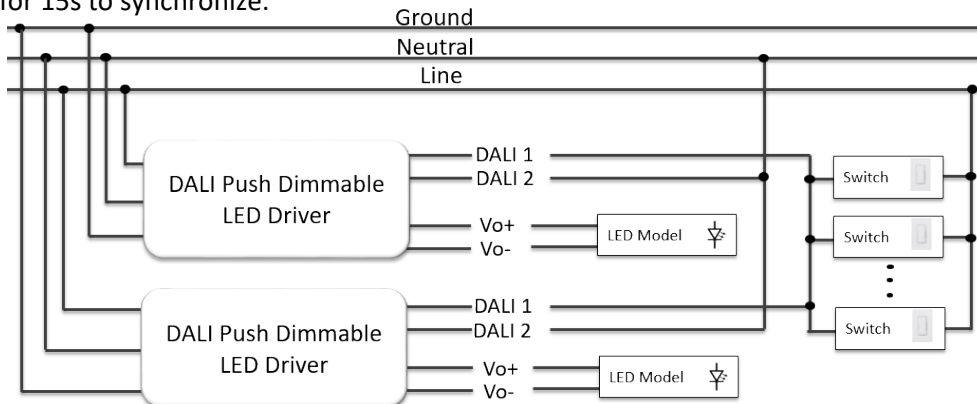 for 15s to synchronize.
Ground
Neutral
Line
DALI Push Dimmable
LED Driver
DALI 1
DALI 2
Vo+
Vo-
LED Model
Switch
Switch
Switch
DALI Push Dimmable
LED Driver
DALI 1
DALI 2
Vo+
Vo-
LED Model